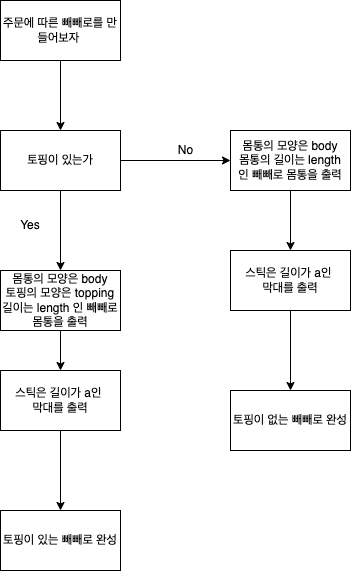 주문에 따른 빼빼로를 만
들어보자
토핑이 있는가
No
몸통의 모양은 body
몸통의 길이는 length
인 빼빼로 몸통을 출력
Yes
스틱은 길이가 a인
막대를 출력
몸통의 모양은 body
토핑의 모양은 topping
길이는 length 인 빼빼로
몸통을 출력
스틱은 길이가 a인
막대를 출력
토핑이 없는 빼빼로 완성
토핑이 있는 빼빼로 완성